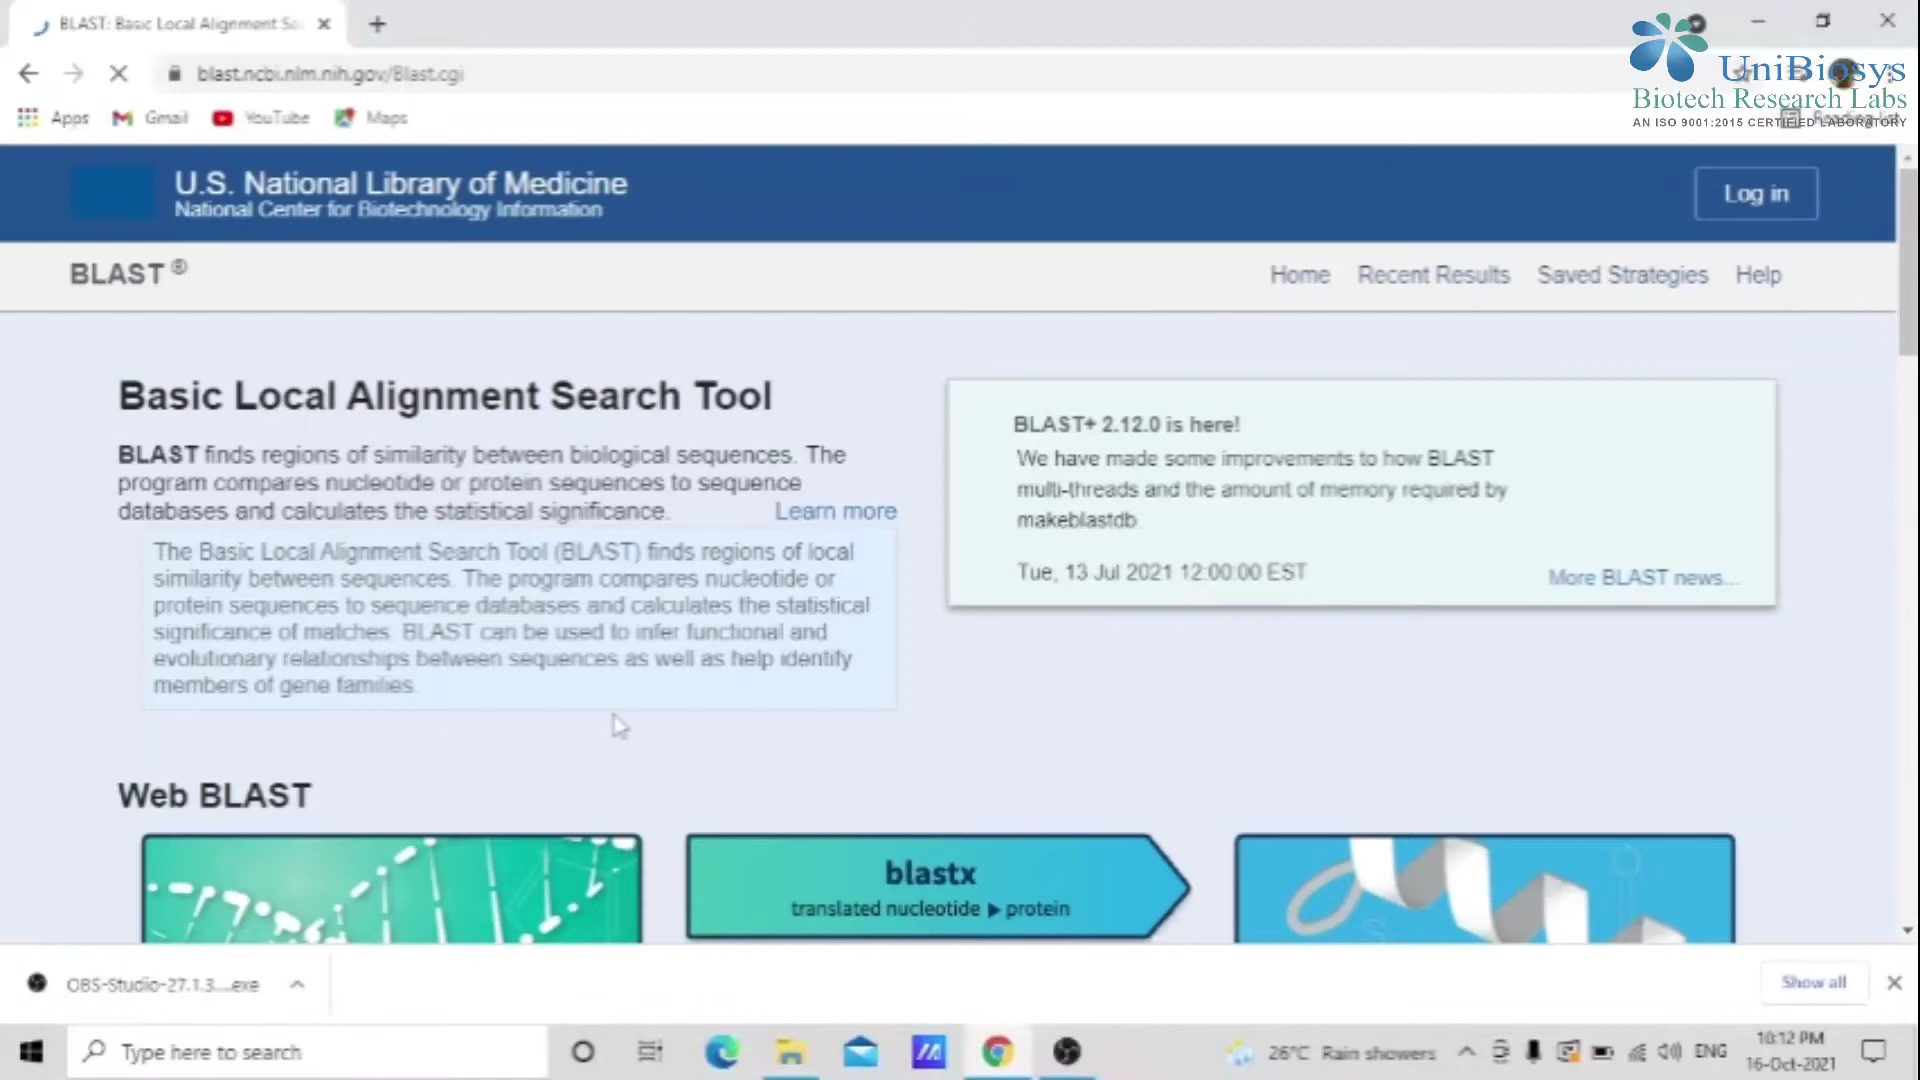 BLAST: Basic Local Alignment Se
blast.ncbi.nlm.nih.gov/Blast.cgi
Apps
Gmail
YouTube
Maps
Reading list
UniBiosys
Biotech Research Labs
AN ISO 9001:2015 CERTIFIED LABORATORY
U.S. National Library of Medicine
National Center for Biotechnology Information
Log in
BLAST ®
Home
Recent Results
Saved Strategies
Help
Basic Local Alignment Search Tool
BLAST finds regions of similarity between biological sequences. The
program compares nucleotide or protein sequences to sequence
databases and calculates the statistical significance.
Learn more
The Basic Local Alignment Search Tool (BLAST) finds regions of local
similarity between sequences. The program compares nucleotide or
protein sequences to sequence databases and calculates the statistical
significance of matches. BLAST can be used to infer functional and
evolutionary relationships between sequences as well as help identify
members of gene families.
BLAST+ 2.12.0 is here!
We have made some improvements to how BLAST
multi-threads and the amount of memory required by
makeblastdb.
Tue, 13 Jul 2021 12:00:00 EST
More BLAST news...
Web BLAST
blastx
translated nucleotide ▶ protein
OBS-Studio-27.1.3....exe
Show all
Type here to search
26°C Rain showers
ENG
10:12 PM
16-Oct-2021